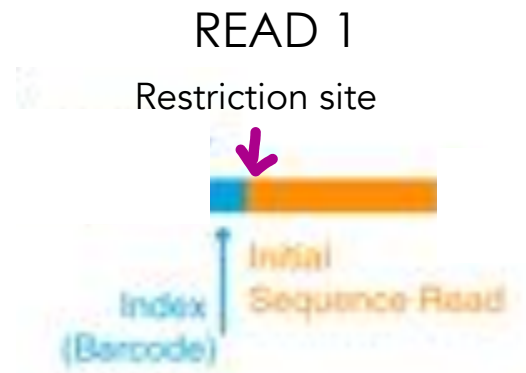 READ 1
Restriction site
Initial
Sequence Read
Index
(Barcode)